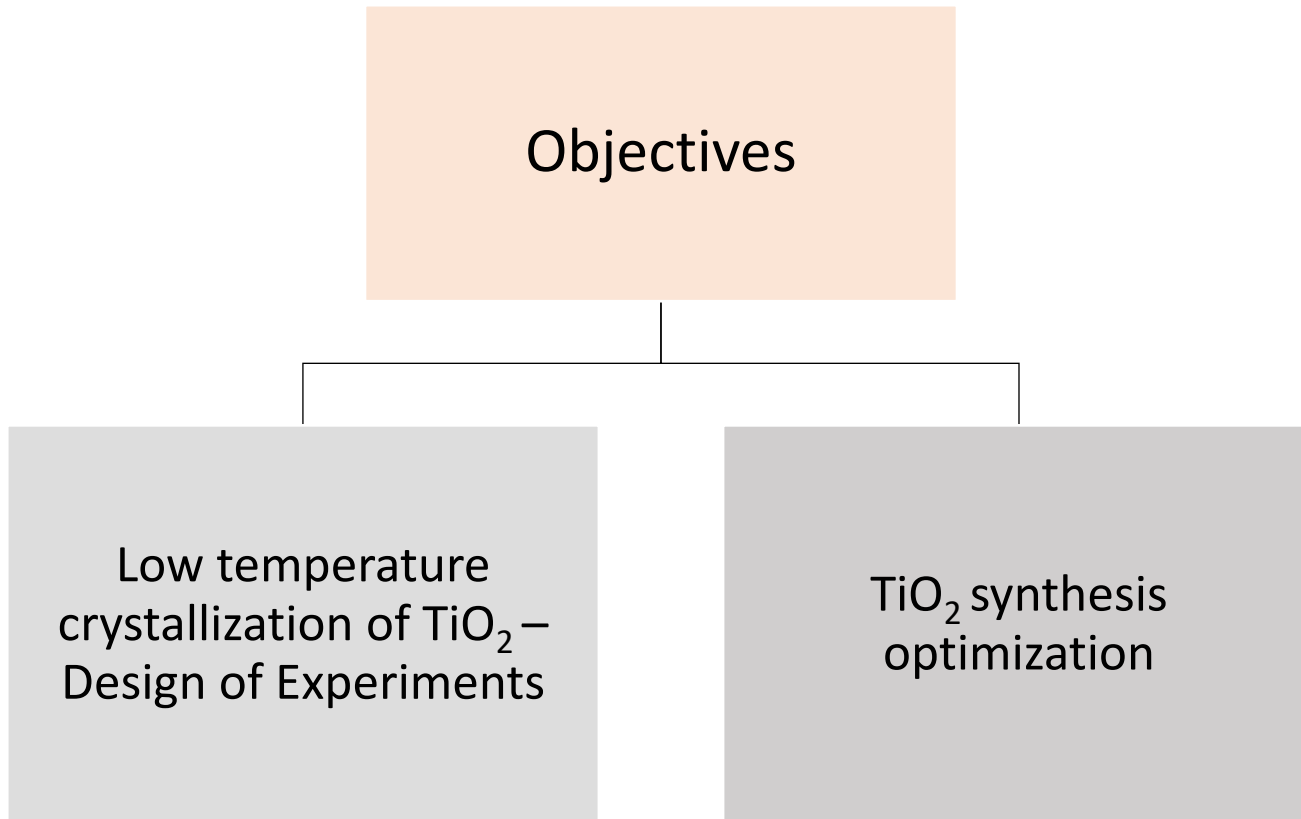 Objectives
Low temperature
crystallization of TiO₂ –
Design of Experiments
TiO₂ synthesis
optimization